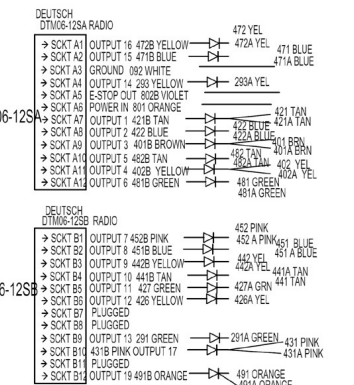 DEUTSCH
DTM06-12SA RADIO
SCKT A1 OUTPUT 16 472B YELLOW
SCKT A2 OUTPUT 15 471B BLUE
SCKT A3 GROUND 092 WHITE
SCKT A4 OUTPUT 14 293 YELLOW
SCKT A5 E-STOP OUT 802B VIOLET
SCKT A6 POWER IN 801 ORANGE
SCKT A7 OUTPUT 1 421B TAN
SCKT A8 OUTPUT 2 422 BLUE
SCKT A9 OUTPUT 3 401B BROWN
SCKT A10 OUTPUT 5 482B TAN
SCKT A11 OUTPUT 4 402B YELLOW
SCKT A12 OUTPUT 6 481B GREEN
06-12SA
472 YEL
472A YEL
471 BLUE
471A BLUE
293A YEL
421 TAN
421A TAN
422 BLUE
422A BLUE
401 BRN
401A BRN
482 TAN
482A TAN
402 YEL
402A YEL
481 GREEN
481A GREEN
DEUTSCH
DTM06-12SB RADIO
SCKT B1 OUTPUT 7 452B PINK
SCKT B2 OUTPUT 8 451B BLUE
SCKT B3 OUTPUT 9 442B YELLOW
SCKT B4 OUTPUT 10 441B TAN
SCKT B5 OUTPUT 11 427 GREEN
SCKT B6 OUTPUT 12 426 YELLOW
SCKT B7 PLUGGED
SCKT B8 PLUGGED
SCKT B9 OUTPUT 13 291 GREEN
SCKT B10 431B PINK OUTPUT 17
SCKT B11 PLUGGED
SCKT B12 OUTPUT 19 491B ORANGE
06-12SB
452 PINK
452 A PINK
451 BLUE
451 A BLUE
442 YEL
442A YEL
441A TAN
441 TAN
427A GRN
426A YEL
291A GREEN
431 PINK
431A PINK
491 ORANGE
491A ORANGE